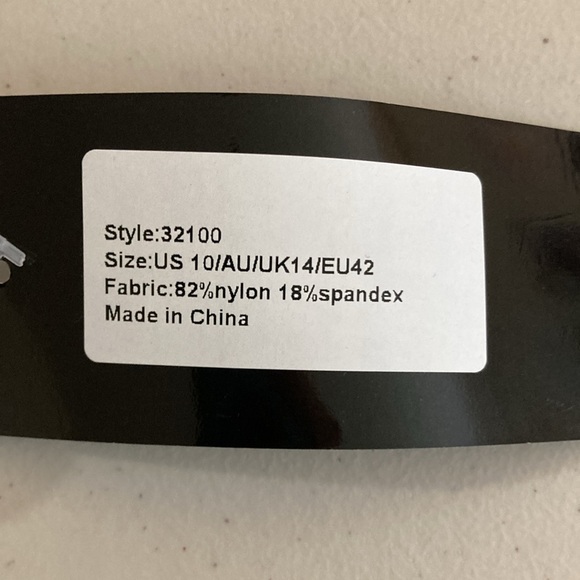 Style:32100
Size:US 10/AU/UK14/EU42
Fabric:82%nylon 18%spandex
Made in China